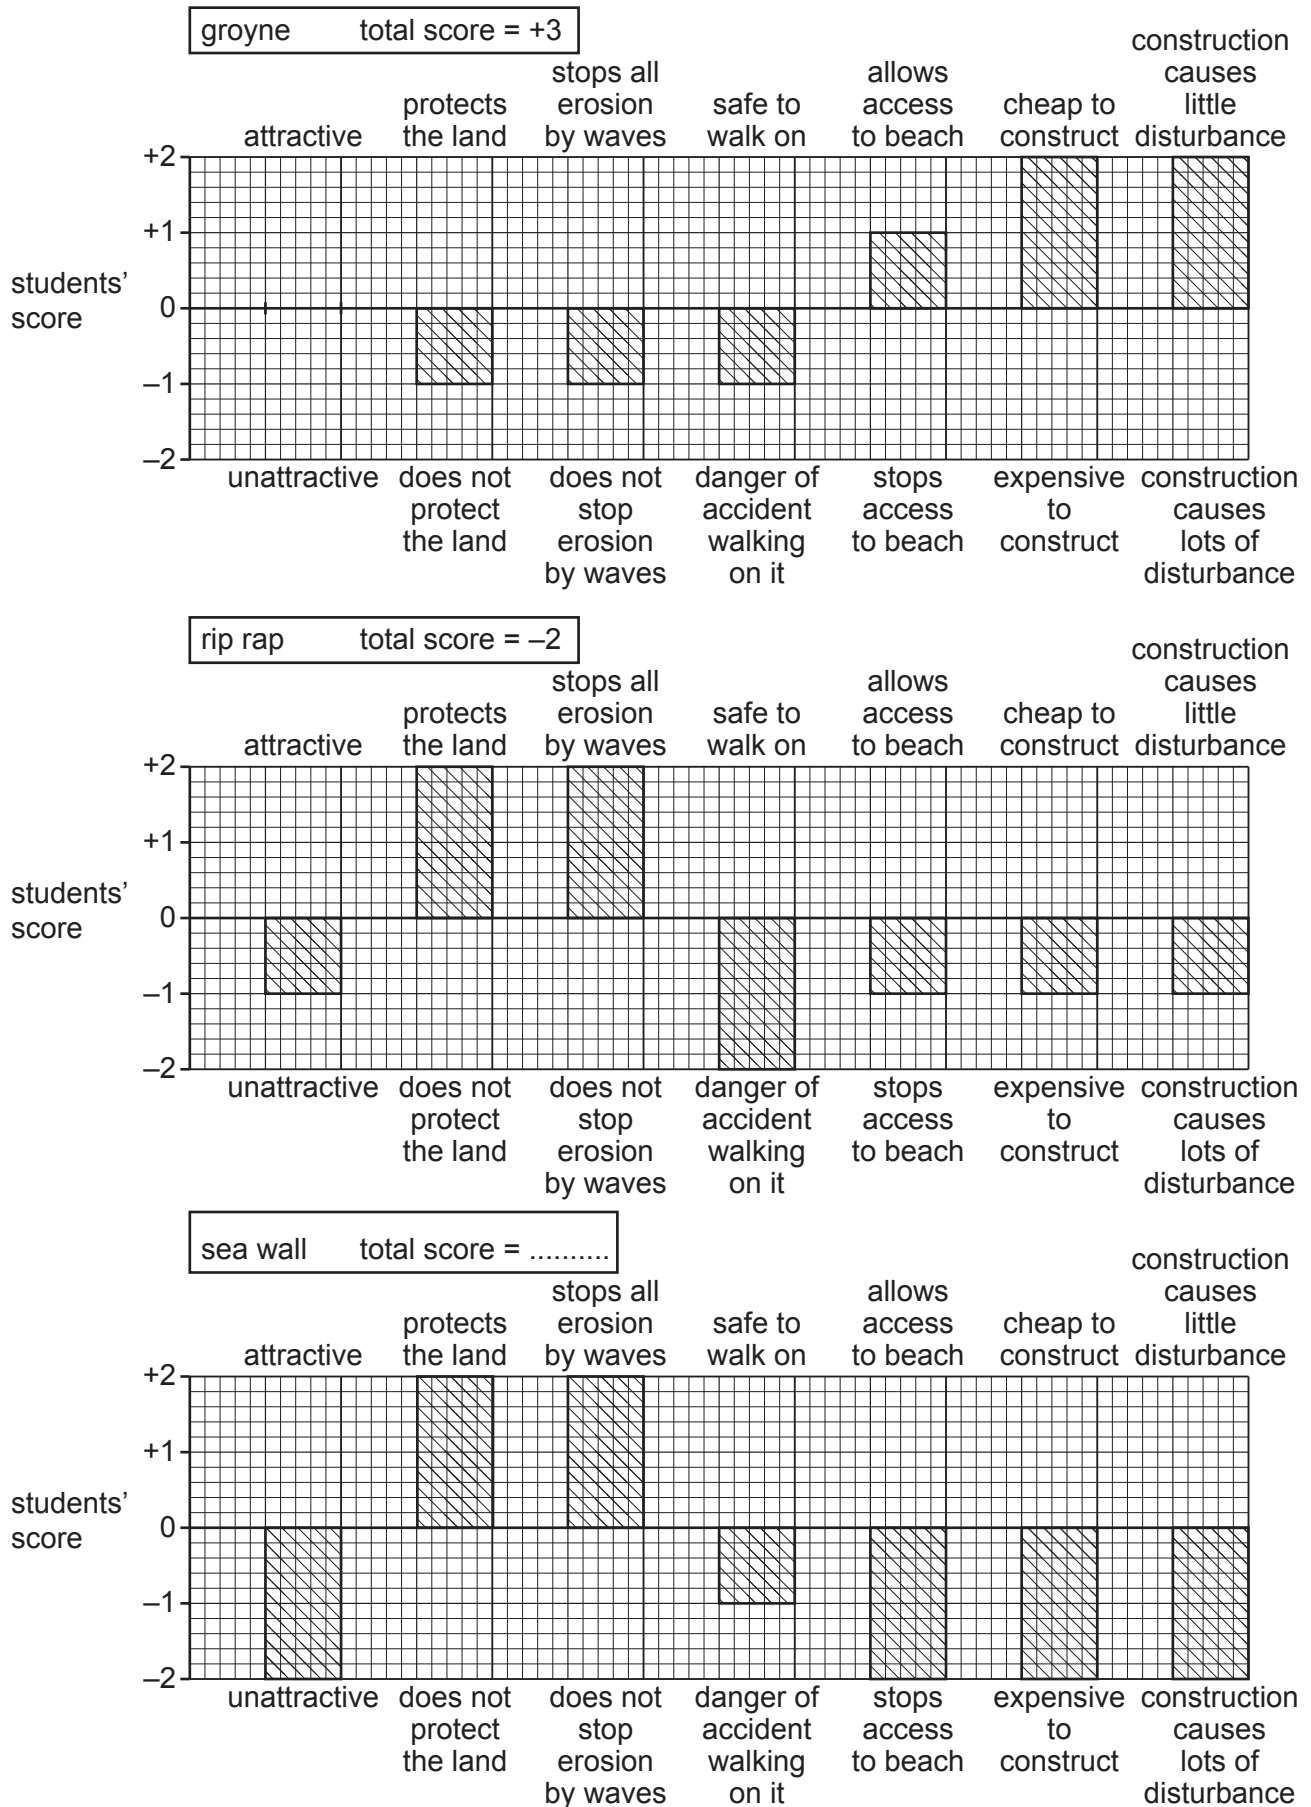 groyne total score = +3
construction
causes
little
disturbance
stops all
erosion
by waves
allows
access
to beach
protects
the land
safe to
walk on
cheap to
construct
attractive
+2
+1
students’
score
0
–1
–2
unattractive
does not
protect
the land
does not
stop
erosion
by waves
danger of
accident
walking
on it
stops
access
to beach
expensive
to
construct
construction
causes
lots of
disturbance
rip rap total score = –2
construction
causes
little
disturbance
stops all
erosion
by waves
allows
access
to beach
protects
the land
safe to
walk on
cheap to
construct
attractive
+2
+1
students’
score
0
–1
–2
unattractive
does not
protect
the land
does not
stop
erosion
by waves
danger of
accident
walking
on it
stops
access
to beach
expensive
to
construct
construction
causes
lots of
disturbance
sea wall total score = ..........
construction
causes
little
disturbance
stops all
erosion
by waves
allows
access
to beach
protects
the land
safe to
walk on
cheap to
construct
attractive
+2
+1
students’
score
0
–1
–2
unattractive
does not
protect
the land
does not
stop
erosion
by waves
danger of
accident
walking
on it
stops
access
to beach
expensive
to
construct
construction
causes
lots of
disturbance